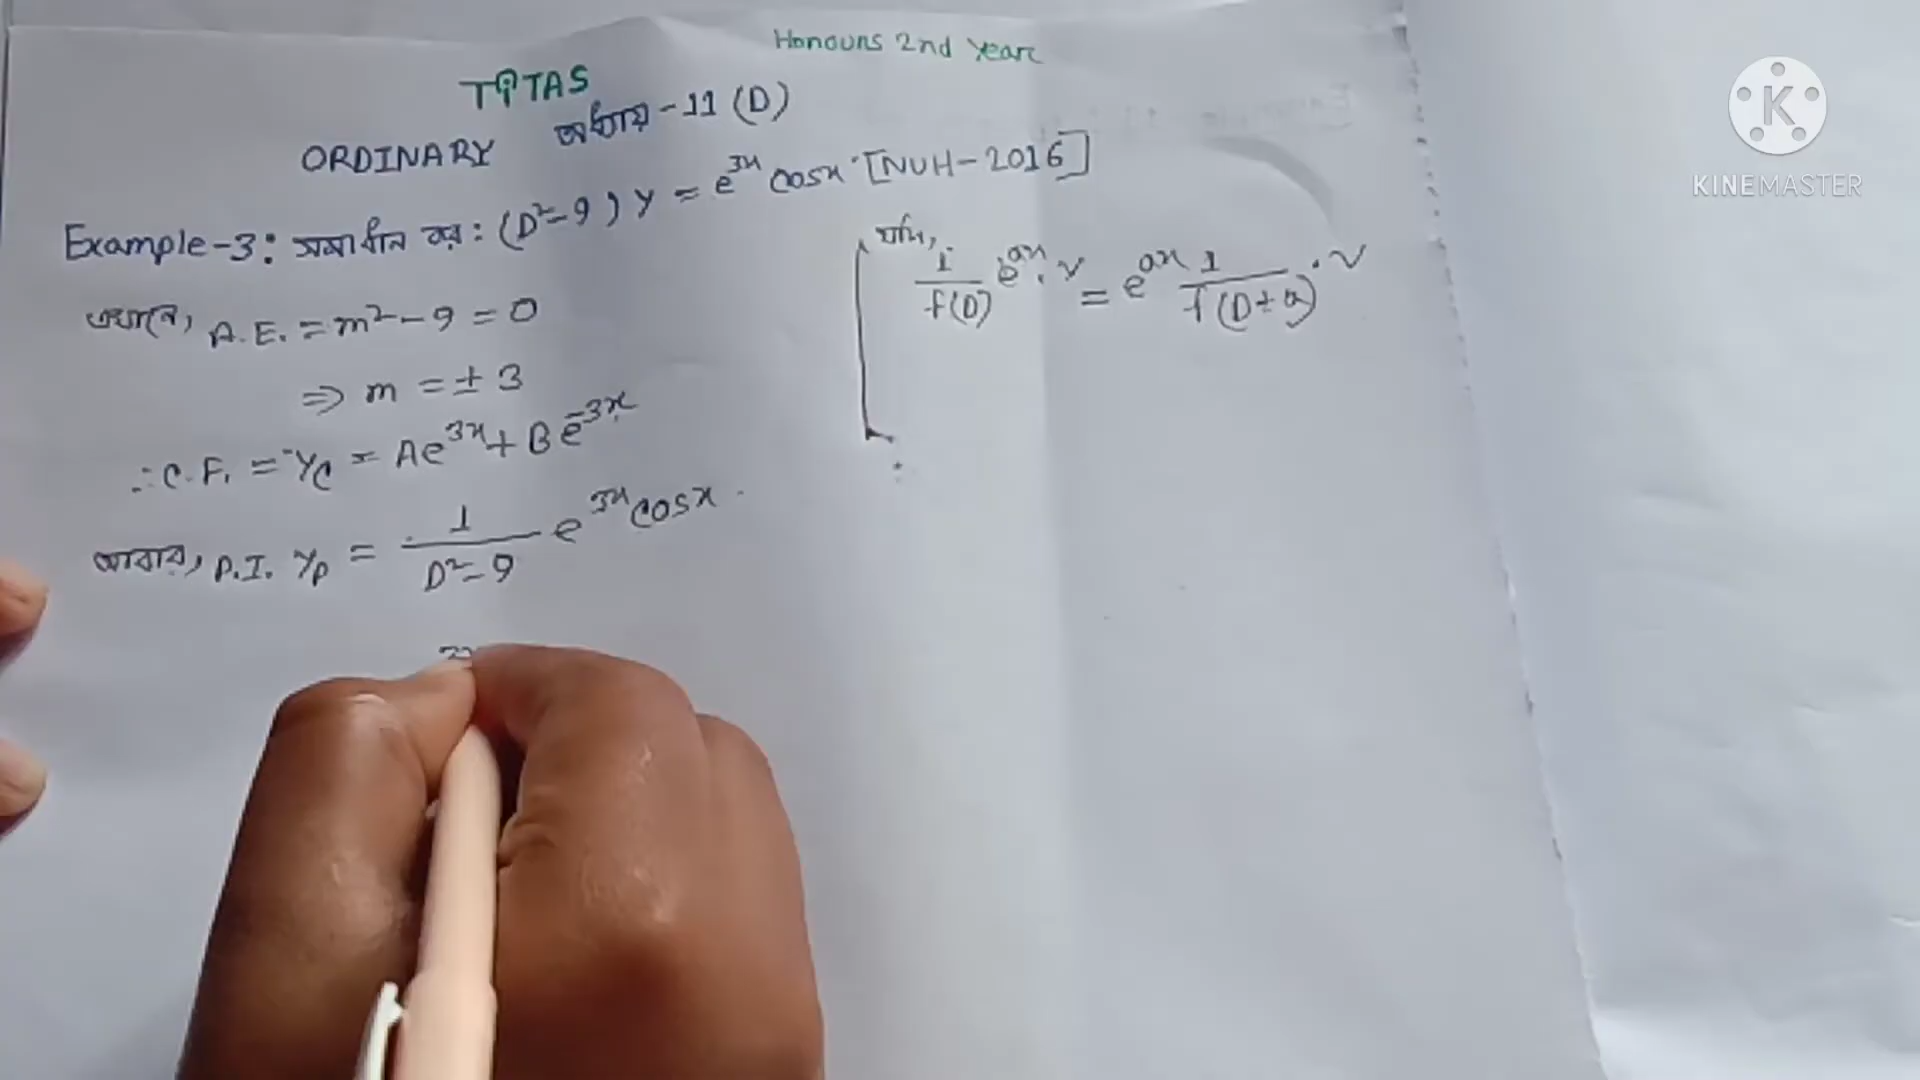 Honours 2nd Year
TITAS
ORDINARY অধ্যায়-11 (D)
Example-3: সমাধান কর: (D²-9) y = e^{3x} cosx [NUH-2016]
এখানে, A.E. = m²-9 = 0
⇒ m = ± 3
∴ C.F. = y_c = Ae^{3x} + Be^{-3x}
আবার, P.I. y_p = 1/(D²-9) e^{3x} cosx
1/f(D) e^{ax}.v = e^{ax} 1/f(D+a) .v
KINEMASTER